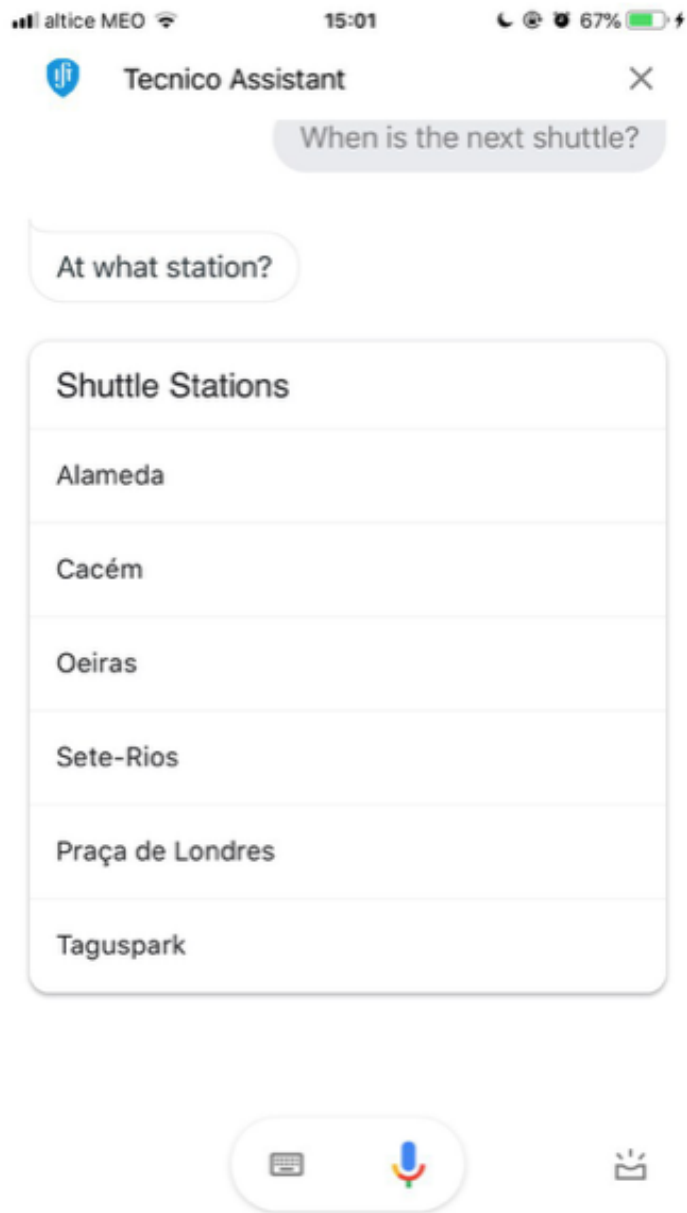 altice MEO 15:01 67%
Tecnico Assistant
When is the next shuttle?
At what station?
Shuttle Stations
Alameda
Cacém
Oeiras
Sete-Rios
Praça de Londres
Taguspark